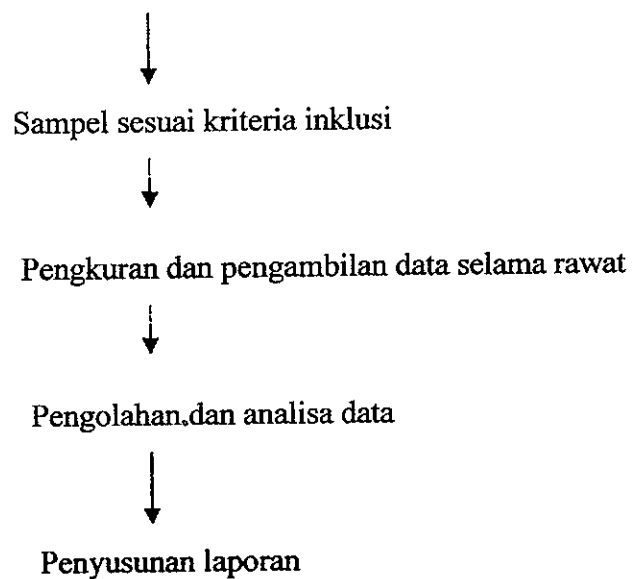 Sampel sesuai kriteria inklusi
Pengkuran dan pengambilan data selama rawat
Pengolahan.dan analisa data
Penyusunan laporan